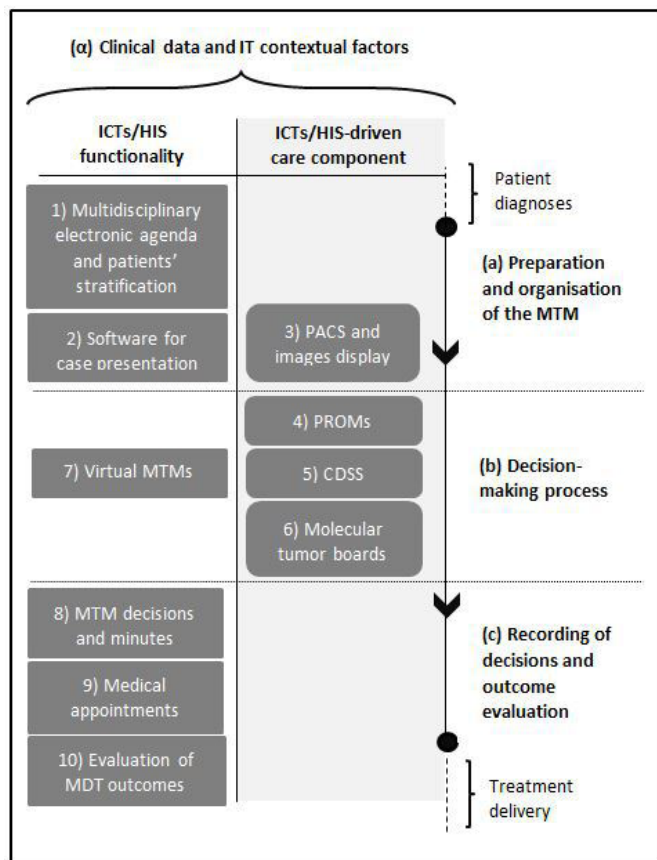 (α) Clinical data and IT contextual factors
ICTs/HIS
functionality
ICTs/HIS-driven
care component
Patient
diagnoses
1) Multidisciplinary
electronic agenda
and patients'
stratification
(a) Preparation
and organisation
of the MTM
2) Software for
case presentation
3) PACS and
images display
4) PROMs
7) Virtual MTMs
5) CDSS
6) Molecular
tumor boards
(b) Decision-
making process
8) MTM decisions
and minutes
9) Medical
appointments
10) Evaluation of
MDT outcomes
(c) Recording of
decisions and
outcome
evaluation
Treatment
delivery